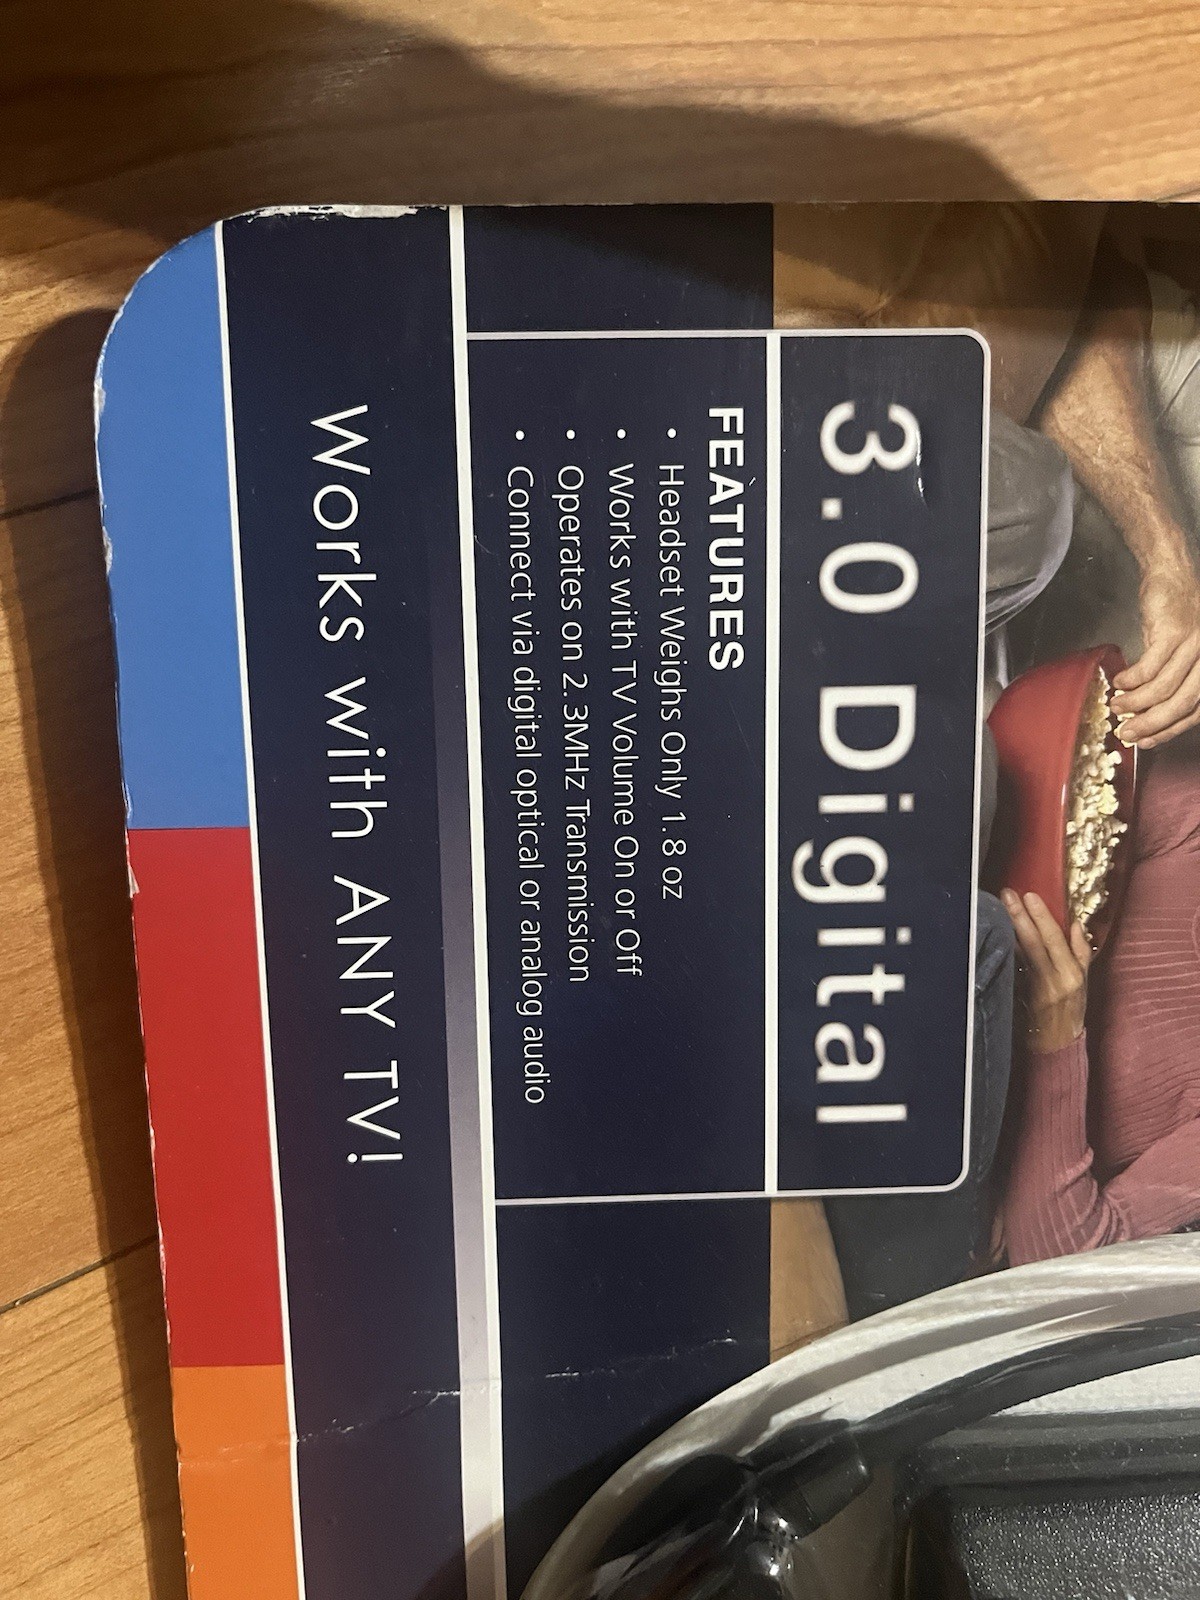 3.0 Digital
FEATURES
• Headset Weighs Only 1.8 oz
• Works with TV Volume On or Off
• Operates on 2.3MHz Transmission
• Connect via digital optical or analog audio
Works with ANY TV!